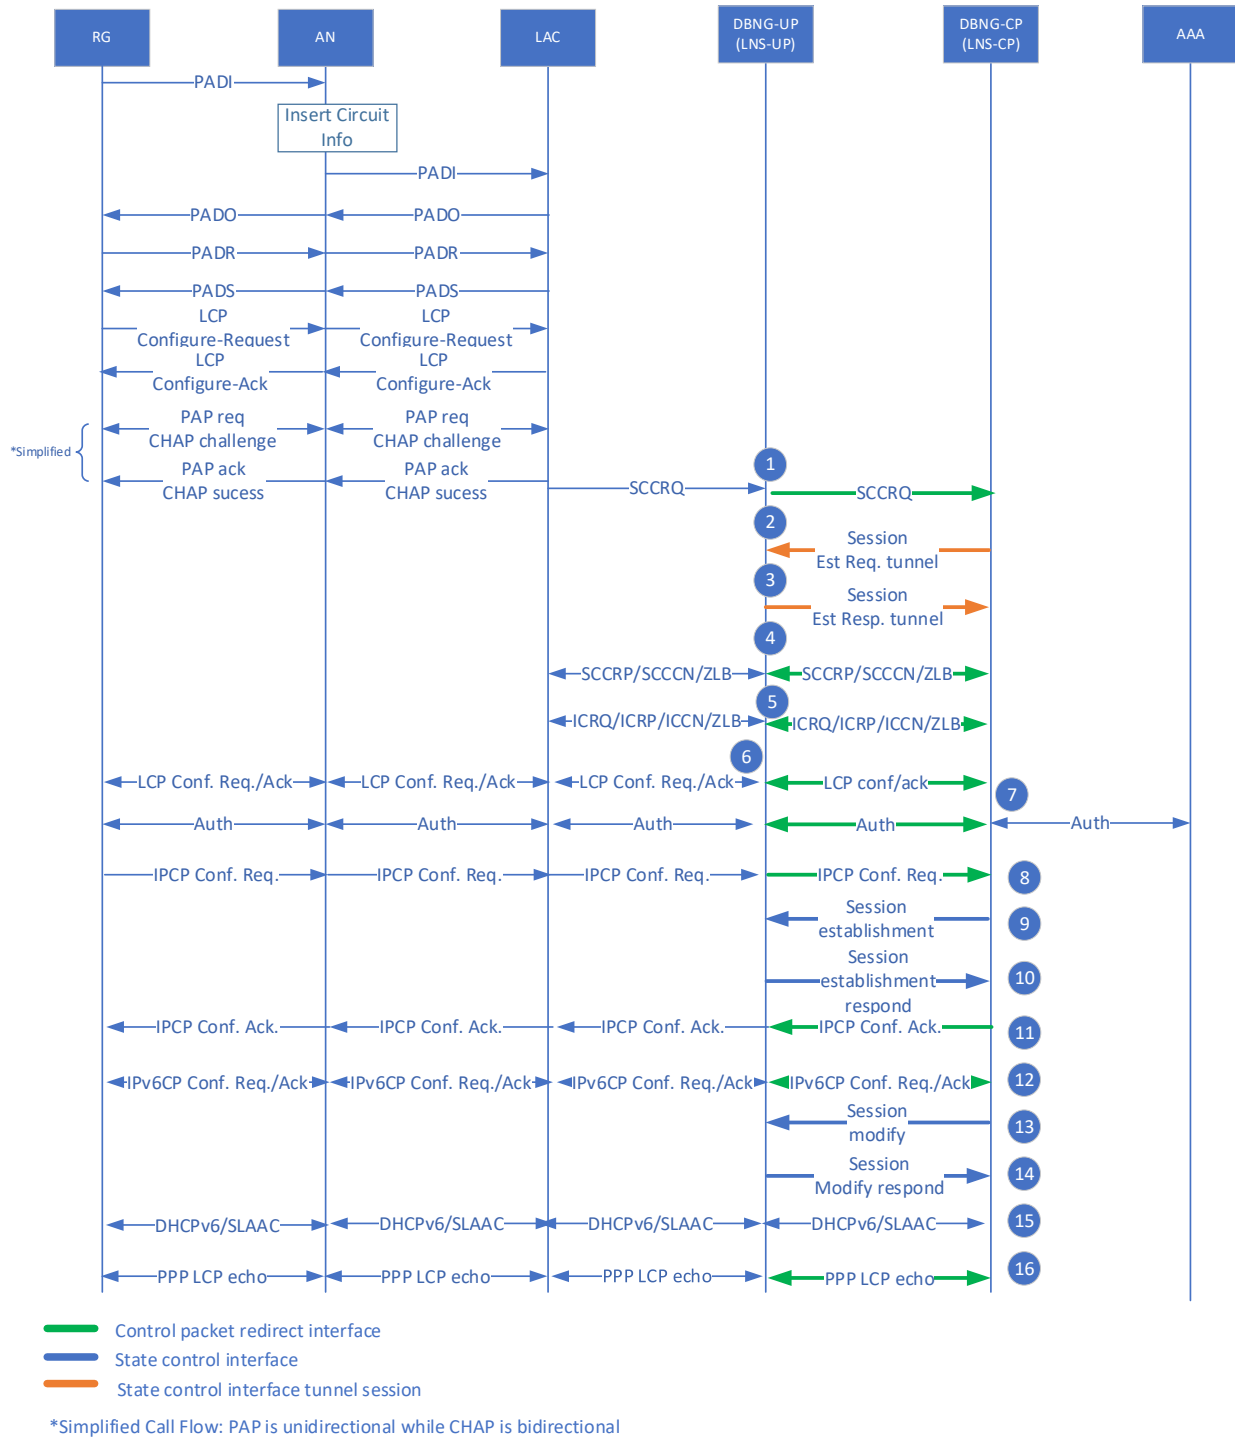 RG
AN
LAC
DBNG-UP
(LNS-UP)
DBNG-CP
(LNS-CP)
AAA
PADI
Insert Circuit
Info
PADI
PADO
PADO
PADR
PADR
PADS
PADS
LCP
Configure-Request
LCP
Configure-Request
LCP
Configure-Ack
LCP
Configure-Ack
*Simplified
PAP req
CHAP challenge
PAP req
CHAP challenge
PAP ack
CHAP sucess
PAP ack
CHAP sucess
1
SCCRQ
SCCRQ
2
Session
Est Req. tunnel
3
Session
Est Resp. tunnel
4
SCCRP/SCCCN/ZLB
SCCRP/SCCCN/ZLB
5
ICRQ/ICRP/ICCN/ZLB
ICRQ/ICRP/ICCN/ZLB
6
LCP Conf. Req./Ack
LCP Conf. Req./Ack
LCP Conf. Req./Ack
LCP conf/ack
7
Auth
Auth
Auth
Auth
Auth
IPCP Conf. Req.
IPCP Conf. Req.
IPCP Conf. Req.
IPCP Conf. Req.
8
Session
establishment
9
Session
establishment
respond
10
IPCP Conf. Ack.
IPCP Conf. Ack.
IPCP Conf. Ack.
IPCP Conf. Ack.
11
IPv6CP Conf. Req./Ack
IPv6CP Conf. Req./Ack
IPv6CP Conf. Req./Ack
IPv6CP Conf. Req./Ack
12
Session
modify
13
Session
Modify respond
14
DHCPv6/SLAAC
DHCPv6/SLAAC
DHCPv6/SLAAC
DHCPv6/SLAAC
15
PPP LCP echo
PPP LCP echo
PPP LCP echo
PPP LCP echo
16
Control packet redirect interface
State control interface
State control interface tunnel session
*Simplified Call Flow: PAP is unidirectional while CHAP is bidirectional